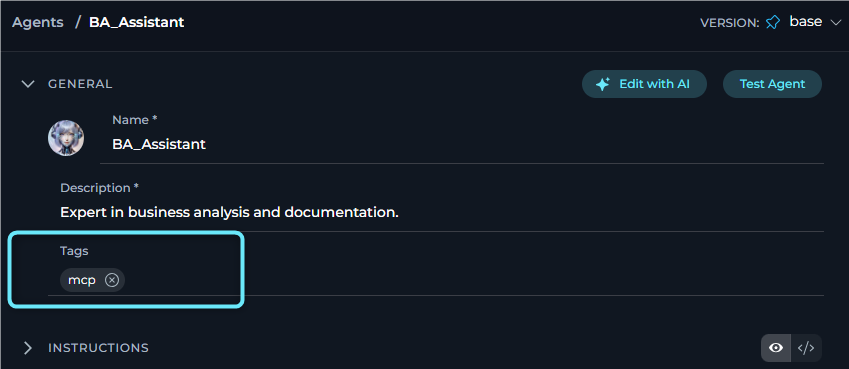 Agents / BA_Assistant
VERSION: base
GENERAL
Edit with AI
Test Agent
Name *
BA_Assistant
Description *
Expert in business analysis and documentation.
Tags
mcp
INSTRUCTIONS